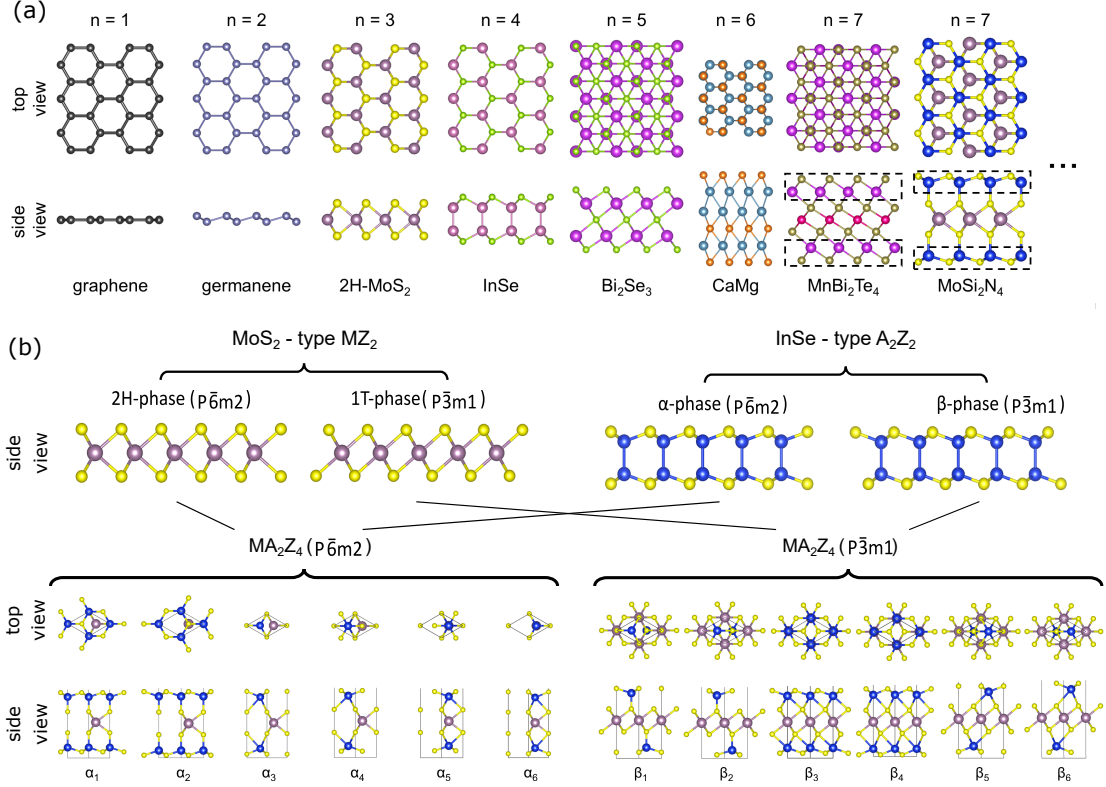 (a)
n = 1 n = 2 n = 3 n = 4 n = 5 n = 6 n = 7 n = 7
top view
side view
...
graphene germanene 2H-MoS₂ InSe Bi₂Se₃ CaMg MnBi₂Te₄ MoSi₂N₄
(b)
MoS₂ - type MZ₂ InSe - type A₂Z₂
2H-phase (P6̄m2) 1T-phase(P3̄m1) α-phase (P6̄m2) β-phase (P3̄m1)
side view
MA₂Z₄ (P6̄m2) MA₂Z₄ (P3̄m1)
top view
side view
α₁ α₂ α₃ α₄ α₅ α₆ β₁ β₂ β₃ β₄ β₅ β₆